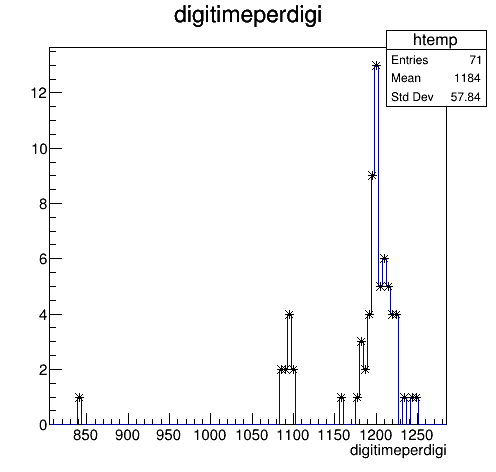 digitimeperdigi
htemp
Entries 71
Mean 1184
Std Dev 57.84
12
10
8
6
4
2
0
850 900 950 1000 1050 1100 1150 1200 1250
digitimeperdigi